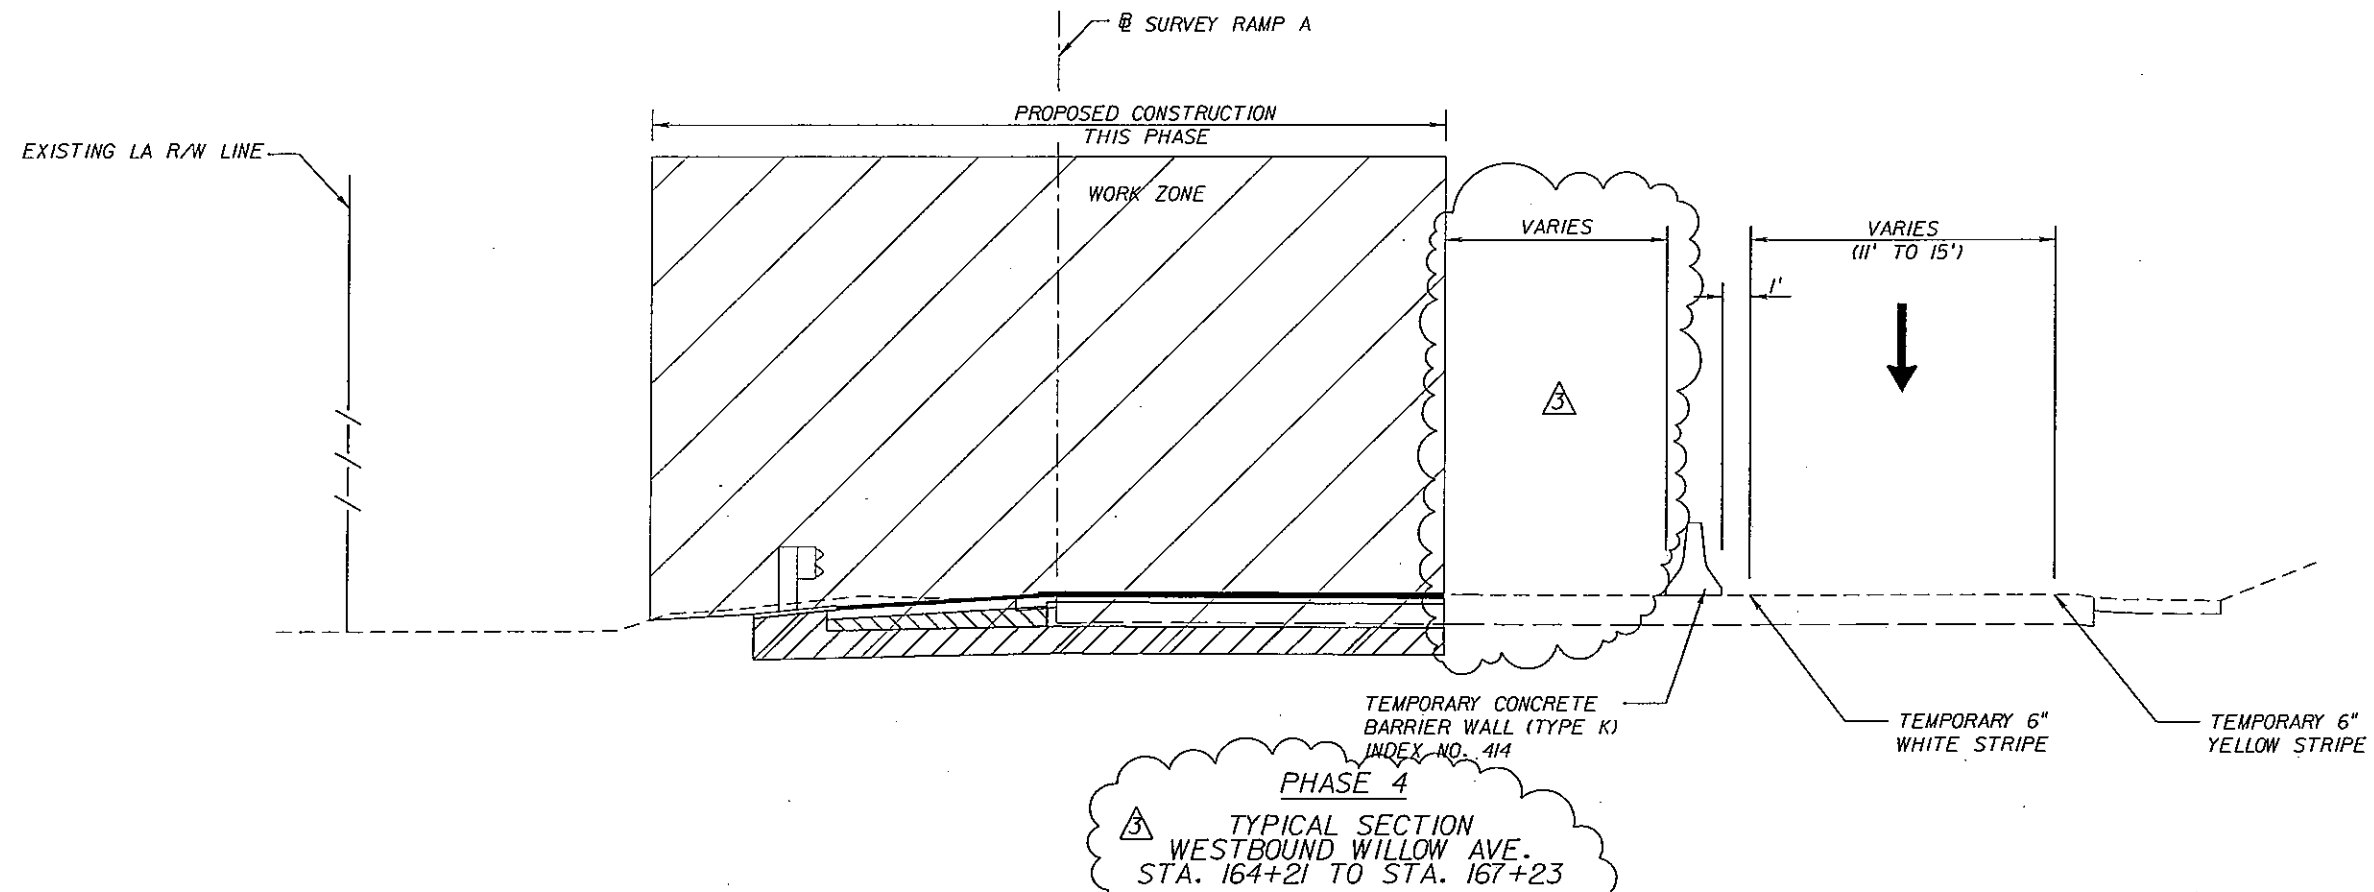 ℄ SURVEY RAMP A
PROPOSED CONSTRUCTION
THIS PHASE
EXISTING LA R/W LINE
WORK ZONE
VARIES
VARIES
(11' TO 15')
1'
3
TEMPORARY CONCRETE
BARRIER WALL (TYPE K)
INDEX NO. 414
TEMPORARY 6"
WHITE STRIPE
TEMPORARY 6"
YELLOW STRIPE
PHASE 4
3
TYPICAL SECTION
WESTBOUND WILLOW AVE.
STA. 164+21 TO STA. 167+23